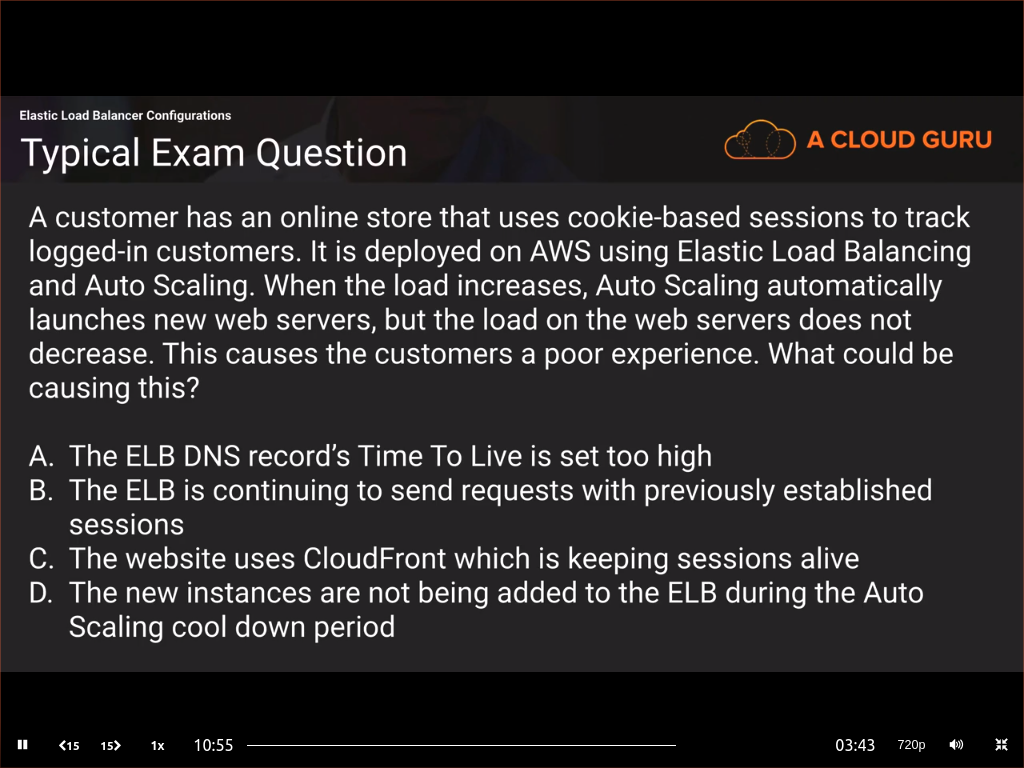 Elastic Load Balancer Configurations
Typical Exam Question
A CLOUD GURU
A customer has an online store that uses cookie-based sessions to track
logged-in customers. It is deployed on AWS using Elastic Load Balancing
and Auto Scaling. When the load increases, Auto Scaling automatically
launches new web servers, but the load on the web servers does not
decrease. This causes the customers a poor experience. What could be
causing this?
A. The ELB DNS record’s Time To Live is set too high
B. The ELB is continuing to send requests with previously established
sessions
C. The website uses CloudFront which is keeping sessions alive
D. The new instances are not being added to the ELB during the Auto
Scaling cool down period
15 15 1x 10:55 03:43 720p